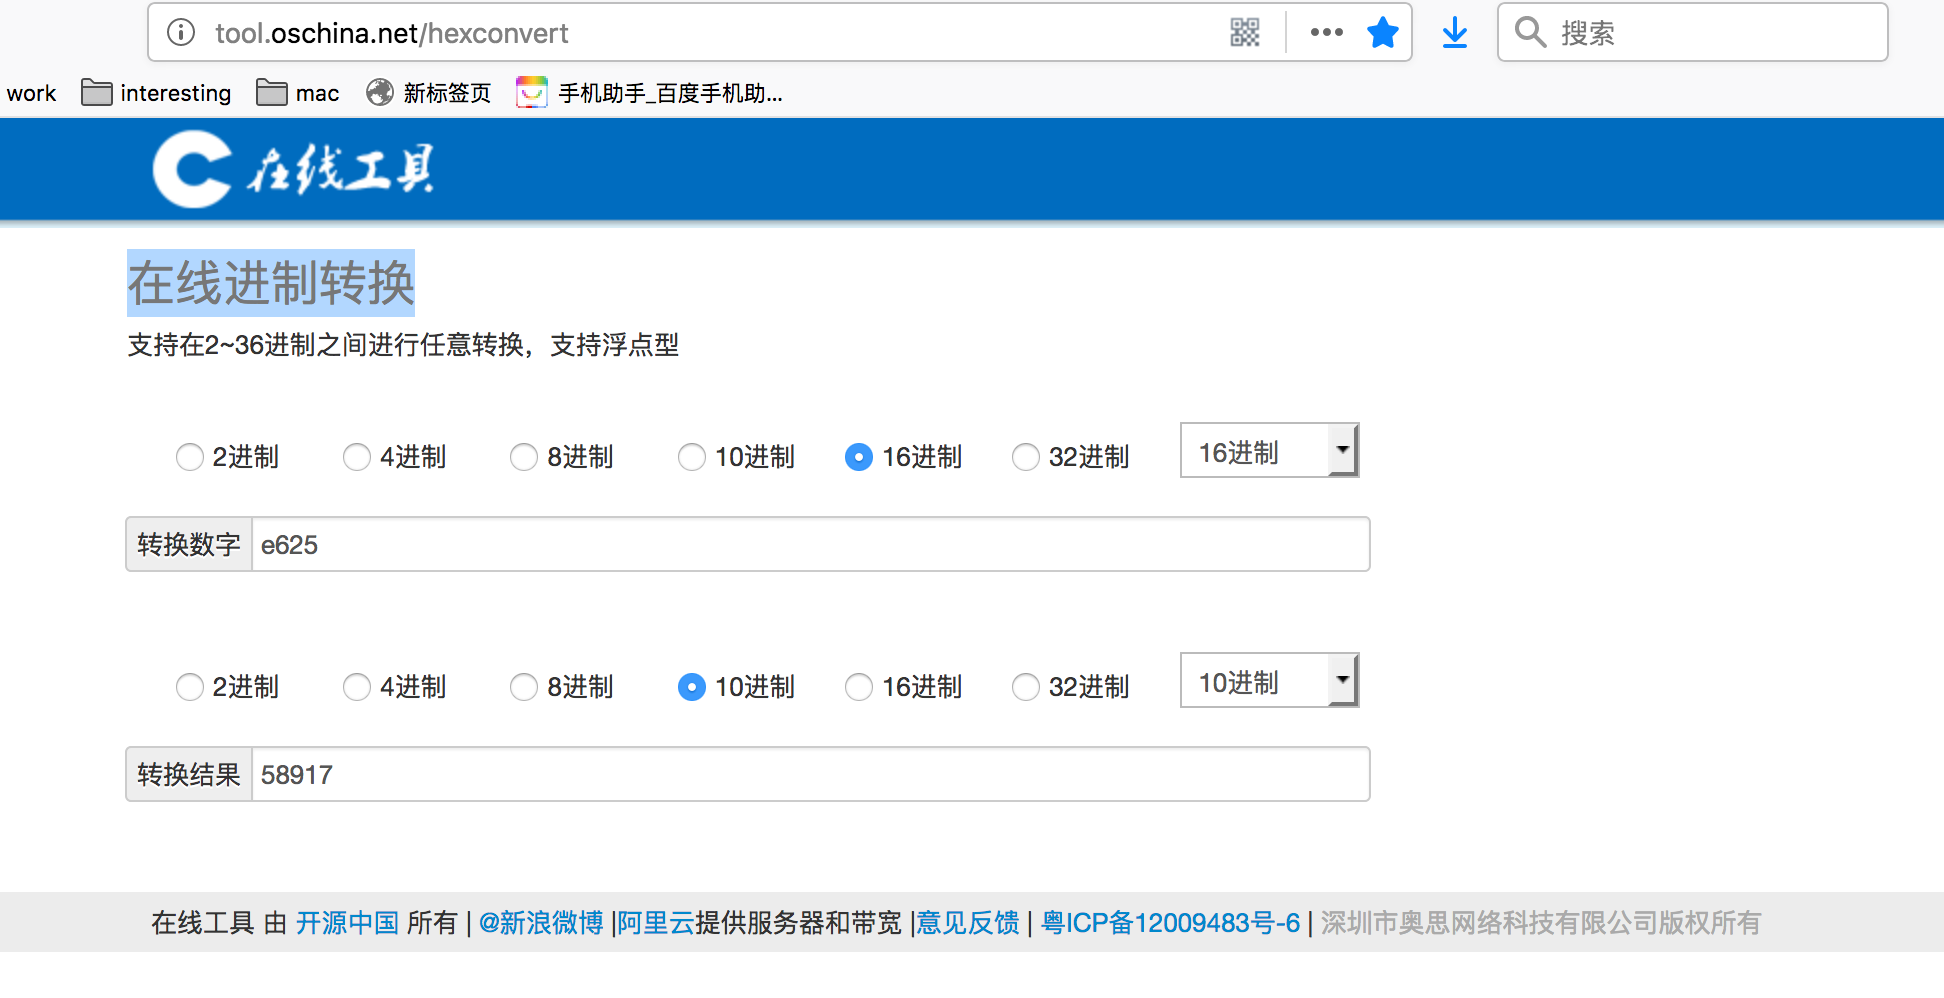 tool.oschina.net/hexconvert
搜索
work interesting mac 新标签页 手机助手_百度手机助...
在线工具
在线进制转换
支持在2~36进制之间进行任意转换，支持浮点型
2进制 4进制 8进制 10进制 16进制 32进制 16进制
转换数字 e625
2进制 4进制 8进制 10进制 16进制 32进制 10进制
转换结果 58917
在线工具 由 开源中国 所有 | @新浪微博 |阿里云提供服务器和带宽 |意见反馈 | 粤ICP备12009483号-6 | 深圳市奥思网络科技有限公司版权所有